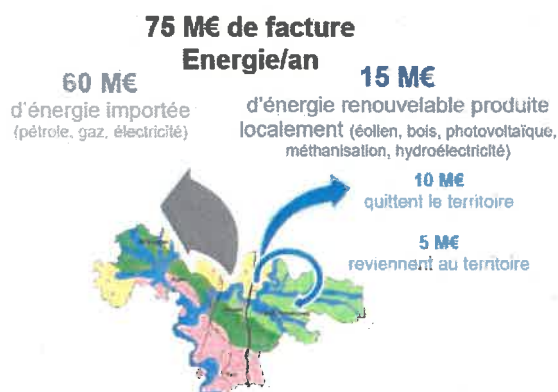 75 M€ de facture
Energie/an
60 M€
d'énergie importée
(pétrole, gaz, électricité)
15 M€
d'énergie renouvelable produite
localement (éolien, bois, photovoltaïque,
méthanisation, hydroélectricité)
10 M€
quittent le territoire
5 M€
reviennent au territoire